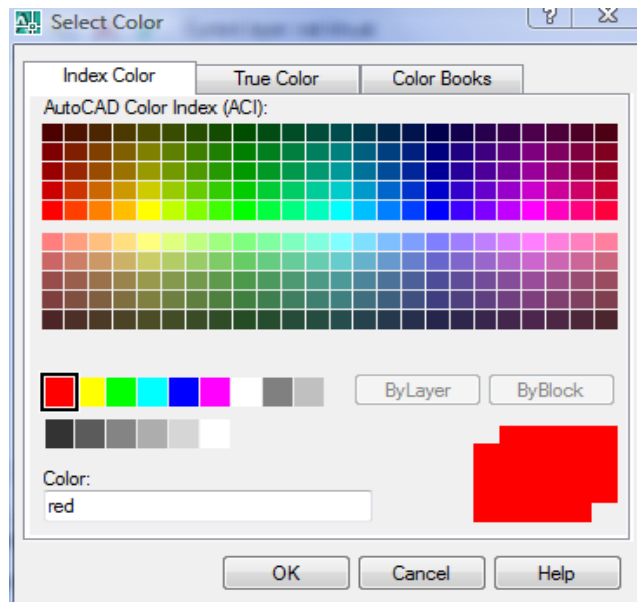 Select Color
Index Color True Color Color Books
AutoCAD Color Index (ACI):
ByLayer ByBlock
Color:
red
OK Cancel Help